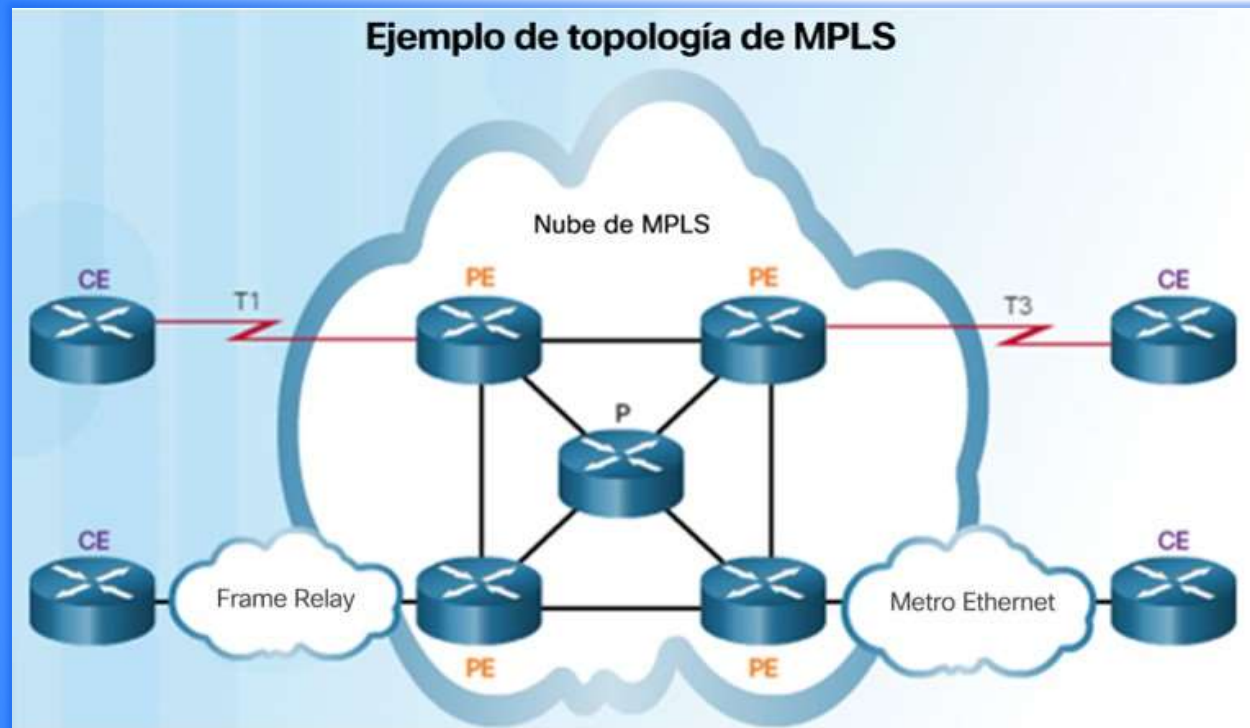 Ejemplo de topología de MPLS
Nube de MPLS
CE
T1
PE
PE
T3
CE
P
CE
Frame Relay
PE
PE
Metro Ethernet
CE